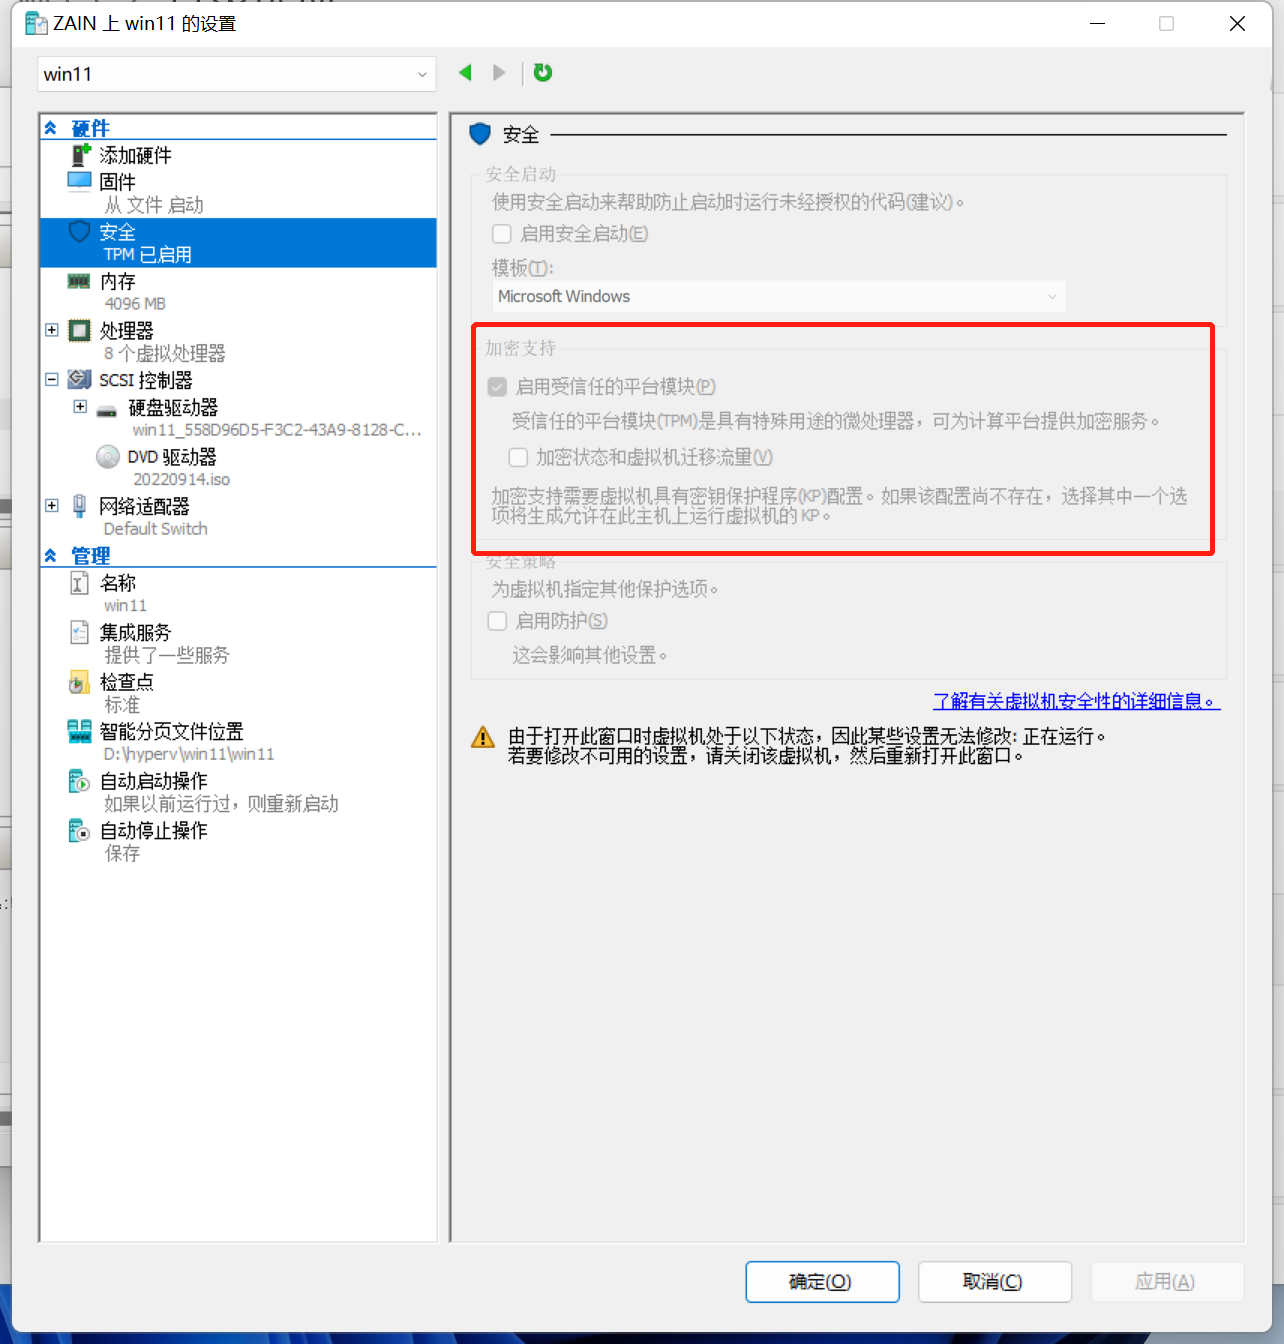 ZAIN 上 win11 的设置
win11
硬件
添加硬件
固件
从 文件 启动
安全
TPM 已启用
内存
4096 MB
处理器
8 个虚拟处理器
SCSI 控制器
硬盘驱动器
win11_558D96D5-F3C2-43A9-8128-C...
DVD 驱动器
20220914.iso
网络适配器
Default Switch
管理
名称
win11
集成服务
提供了一些服务
检查点
标准
智能分页文件位置
D:\hyperv\win11\win11
自动启动操作
如果以前运行过，则重新启动
自动停止操作
保存
安全
安全启动
使用安全启动来帮助防止启动时运行未经授权的代码(建议)。
启用安全启动(E)
模板(T):
Microsoft Windows
加密支持
启用受信任的平台模块(P)
受信任的平台模块(TPM)是具有特殊用途的微处理器，可为计算平台提供加密服务。
加密状态和虚拟机迁移流量(V)
加密支持需要虚拟机具有密钥保护程序(KP)配置。如果该配置尚不存在，选择其中一个选
项将生成允许在此主机上运行虚拟机的 KP。
安全策略
为虚拟机指定其他保护选项。
启用防护(S)
这会影响其他设置。
了解有关虚拟机安全性的详细信息。
由于打开此窗口时虚拟机处于以下状态，因此某些设置无法修改: 正在运行。
若要修改不可用的设置，请关闭该虚拟机，然后重新打开此窗口。
确定(O)
取消(C)
应用(A)